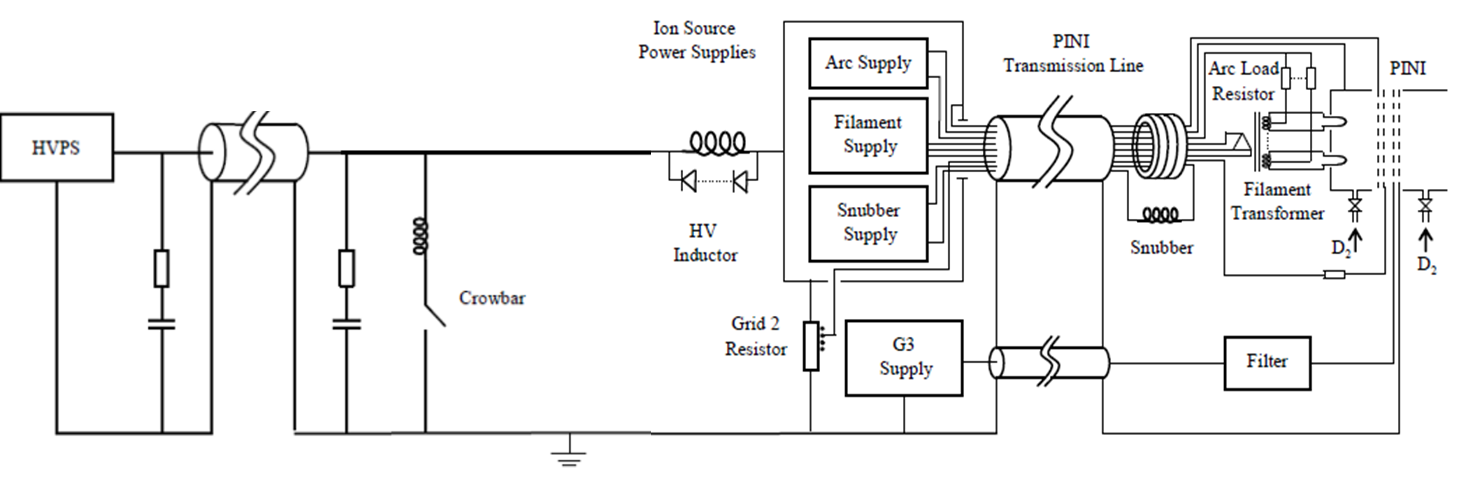 HVPS
Crowbar
Ion Source
Power Supplies
HV
Inductor
Arc Supply
Filament
Supply
Snubber
Supply
Grid 2
Resistor
G3
Supply
PINI
Transmission Line
Snubber
Arc Load
Resistor
Filament
Transformer
PINI
D₂
D₂
Filter